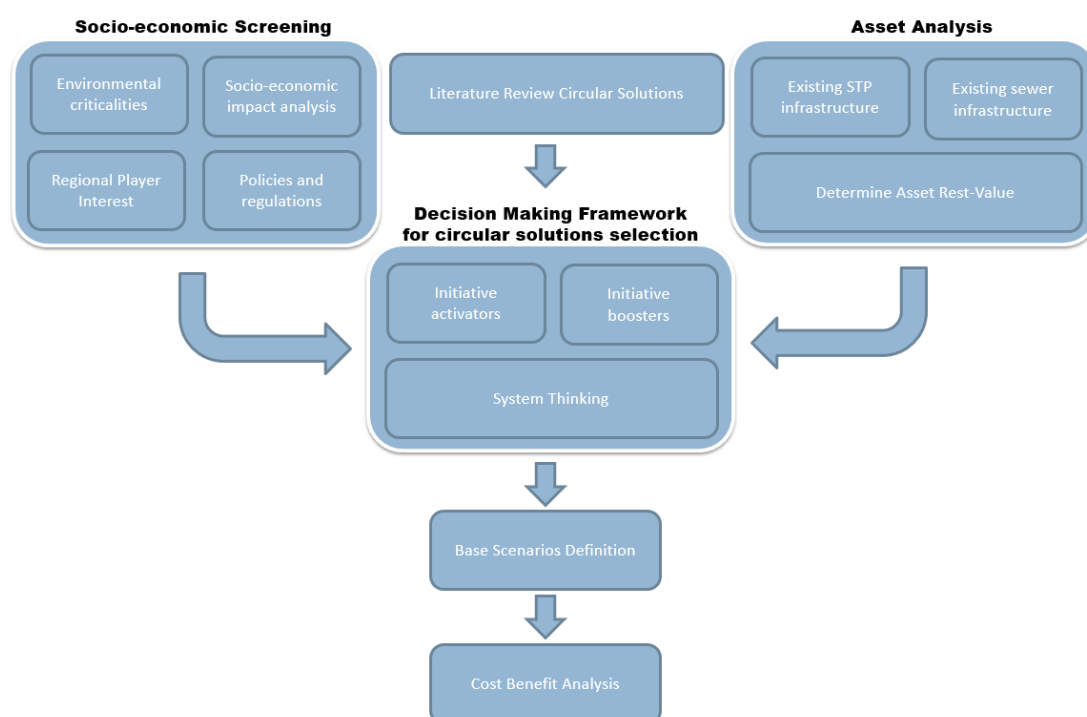 Socio-economic Screening
Environmental
criticalities
Socio-economic
impact analysis
Regional Player
Interest
Policies and
regulations
Literature Review Circular Solutions
Asset Analysis
Existing STP
infrastructure
Existing sewer
infrastructure
Determine Asset Rest-Value
Decision Making Framework
for circular solutions selection
Initiative
activators
Initiative
boosters
System Thinking
Base Scenarios Definition
Cost Benefit Analysis